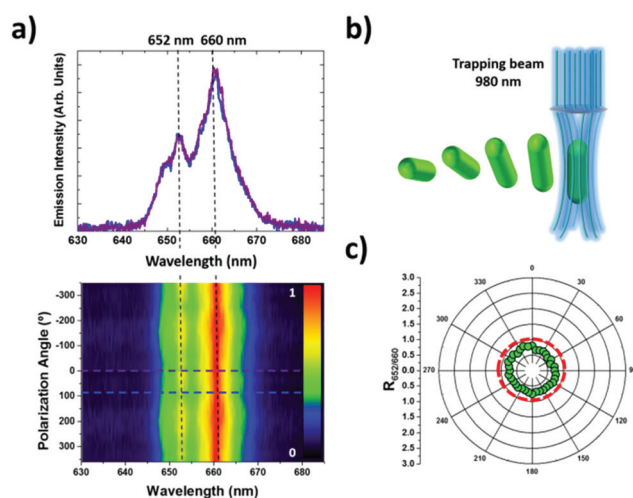 a)
652 nm 660 nm
Emission Intensity (Arb. Units)
630 640 650 660 670 680
Wavelength (nm)
Polarization Angle (°)
-300
-200
-100
0
100
200
300
1
0
630 640 650 660 670 680
Wavelength (nm)
b)
Trapping beam
980 nm
c)
R652/660
3.0
2.5
2.0
1.5
1.0
0.5
0.0
0.5
1.0
1.5
2.0
2.5
3.0
0
30
60
9
120
150
180
210
240
270
300
330